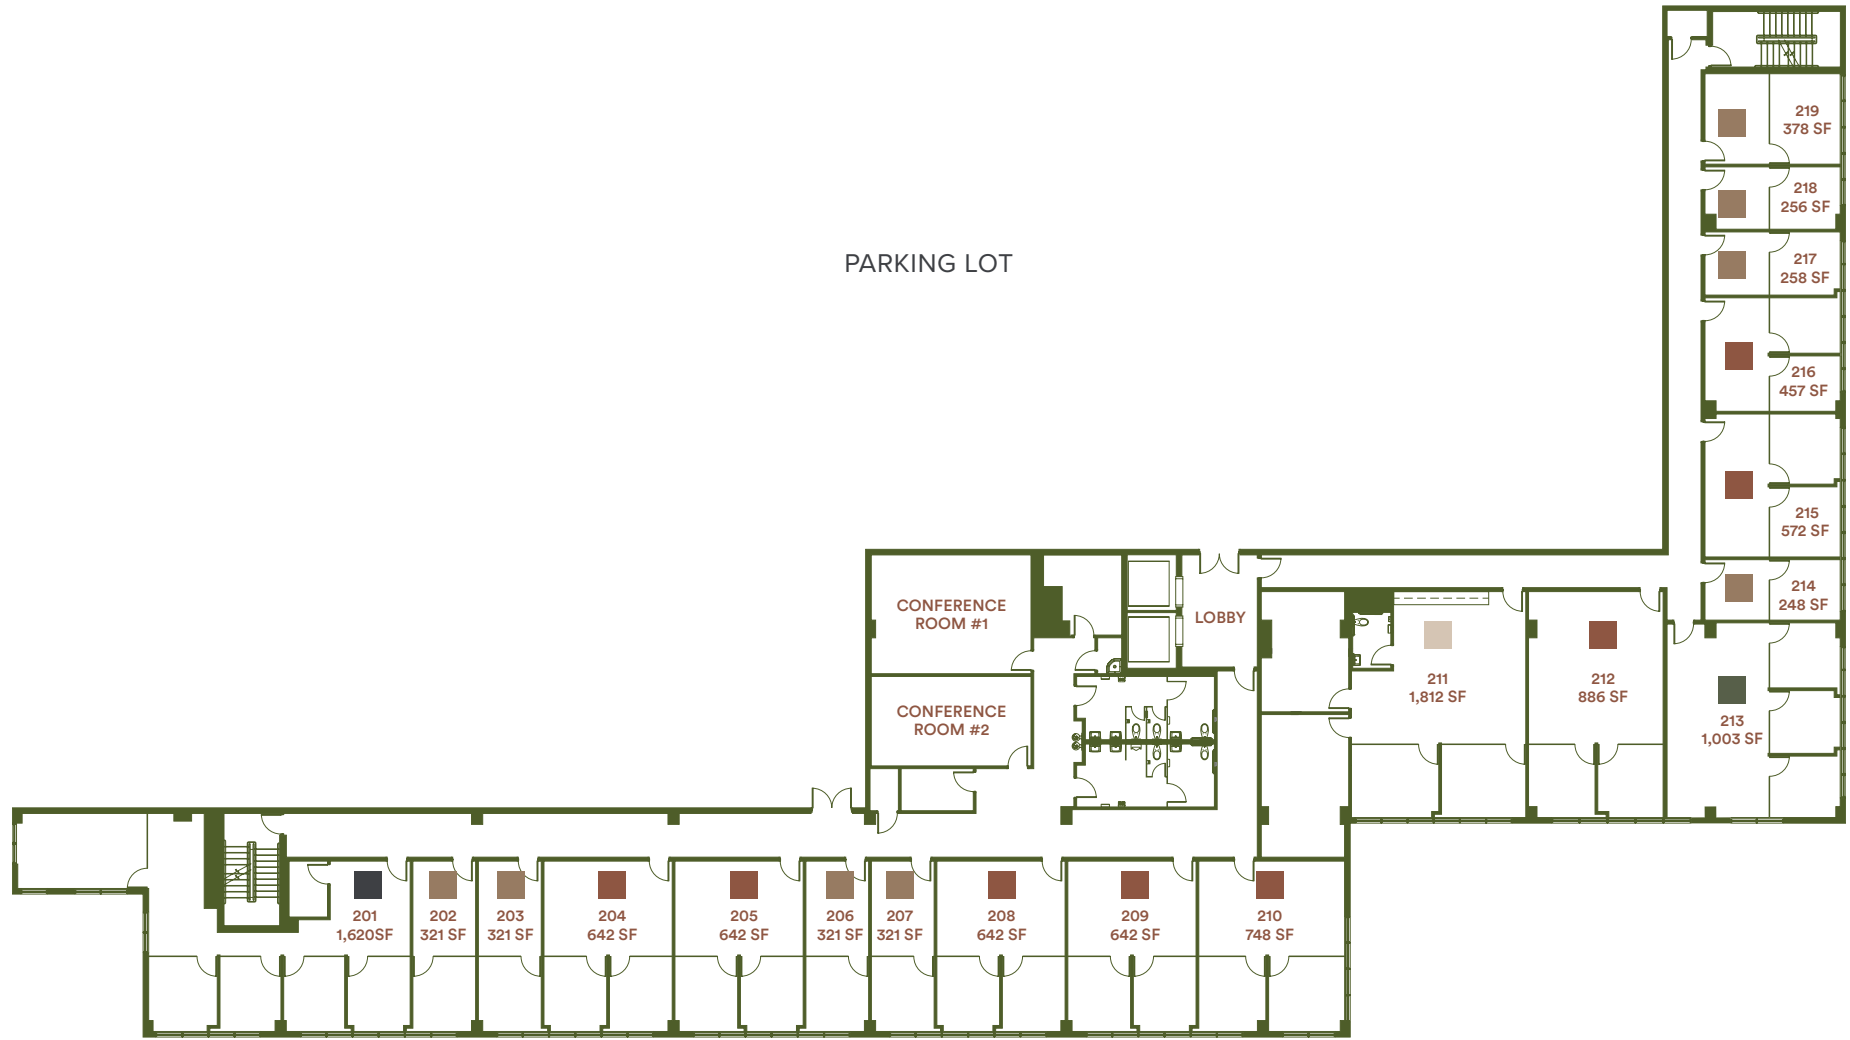 219
378 SF
218
256 SF
PARKING LOT
217
258 SF
216
457 SF
215
572 SF
214
248 SF
CONFERENCE
ROOM #1
LOBBY
CONFERENCE
ROOM #2
211
1,812 SF
212
886 SF
213
1,003 SF
201
1,620SF
202
321 SF
203
321 SF
204
642 SF
205
642 SF
206
321 SF
207
321 SF
208
642 SF
209
642 SF
210
748 SF